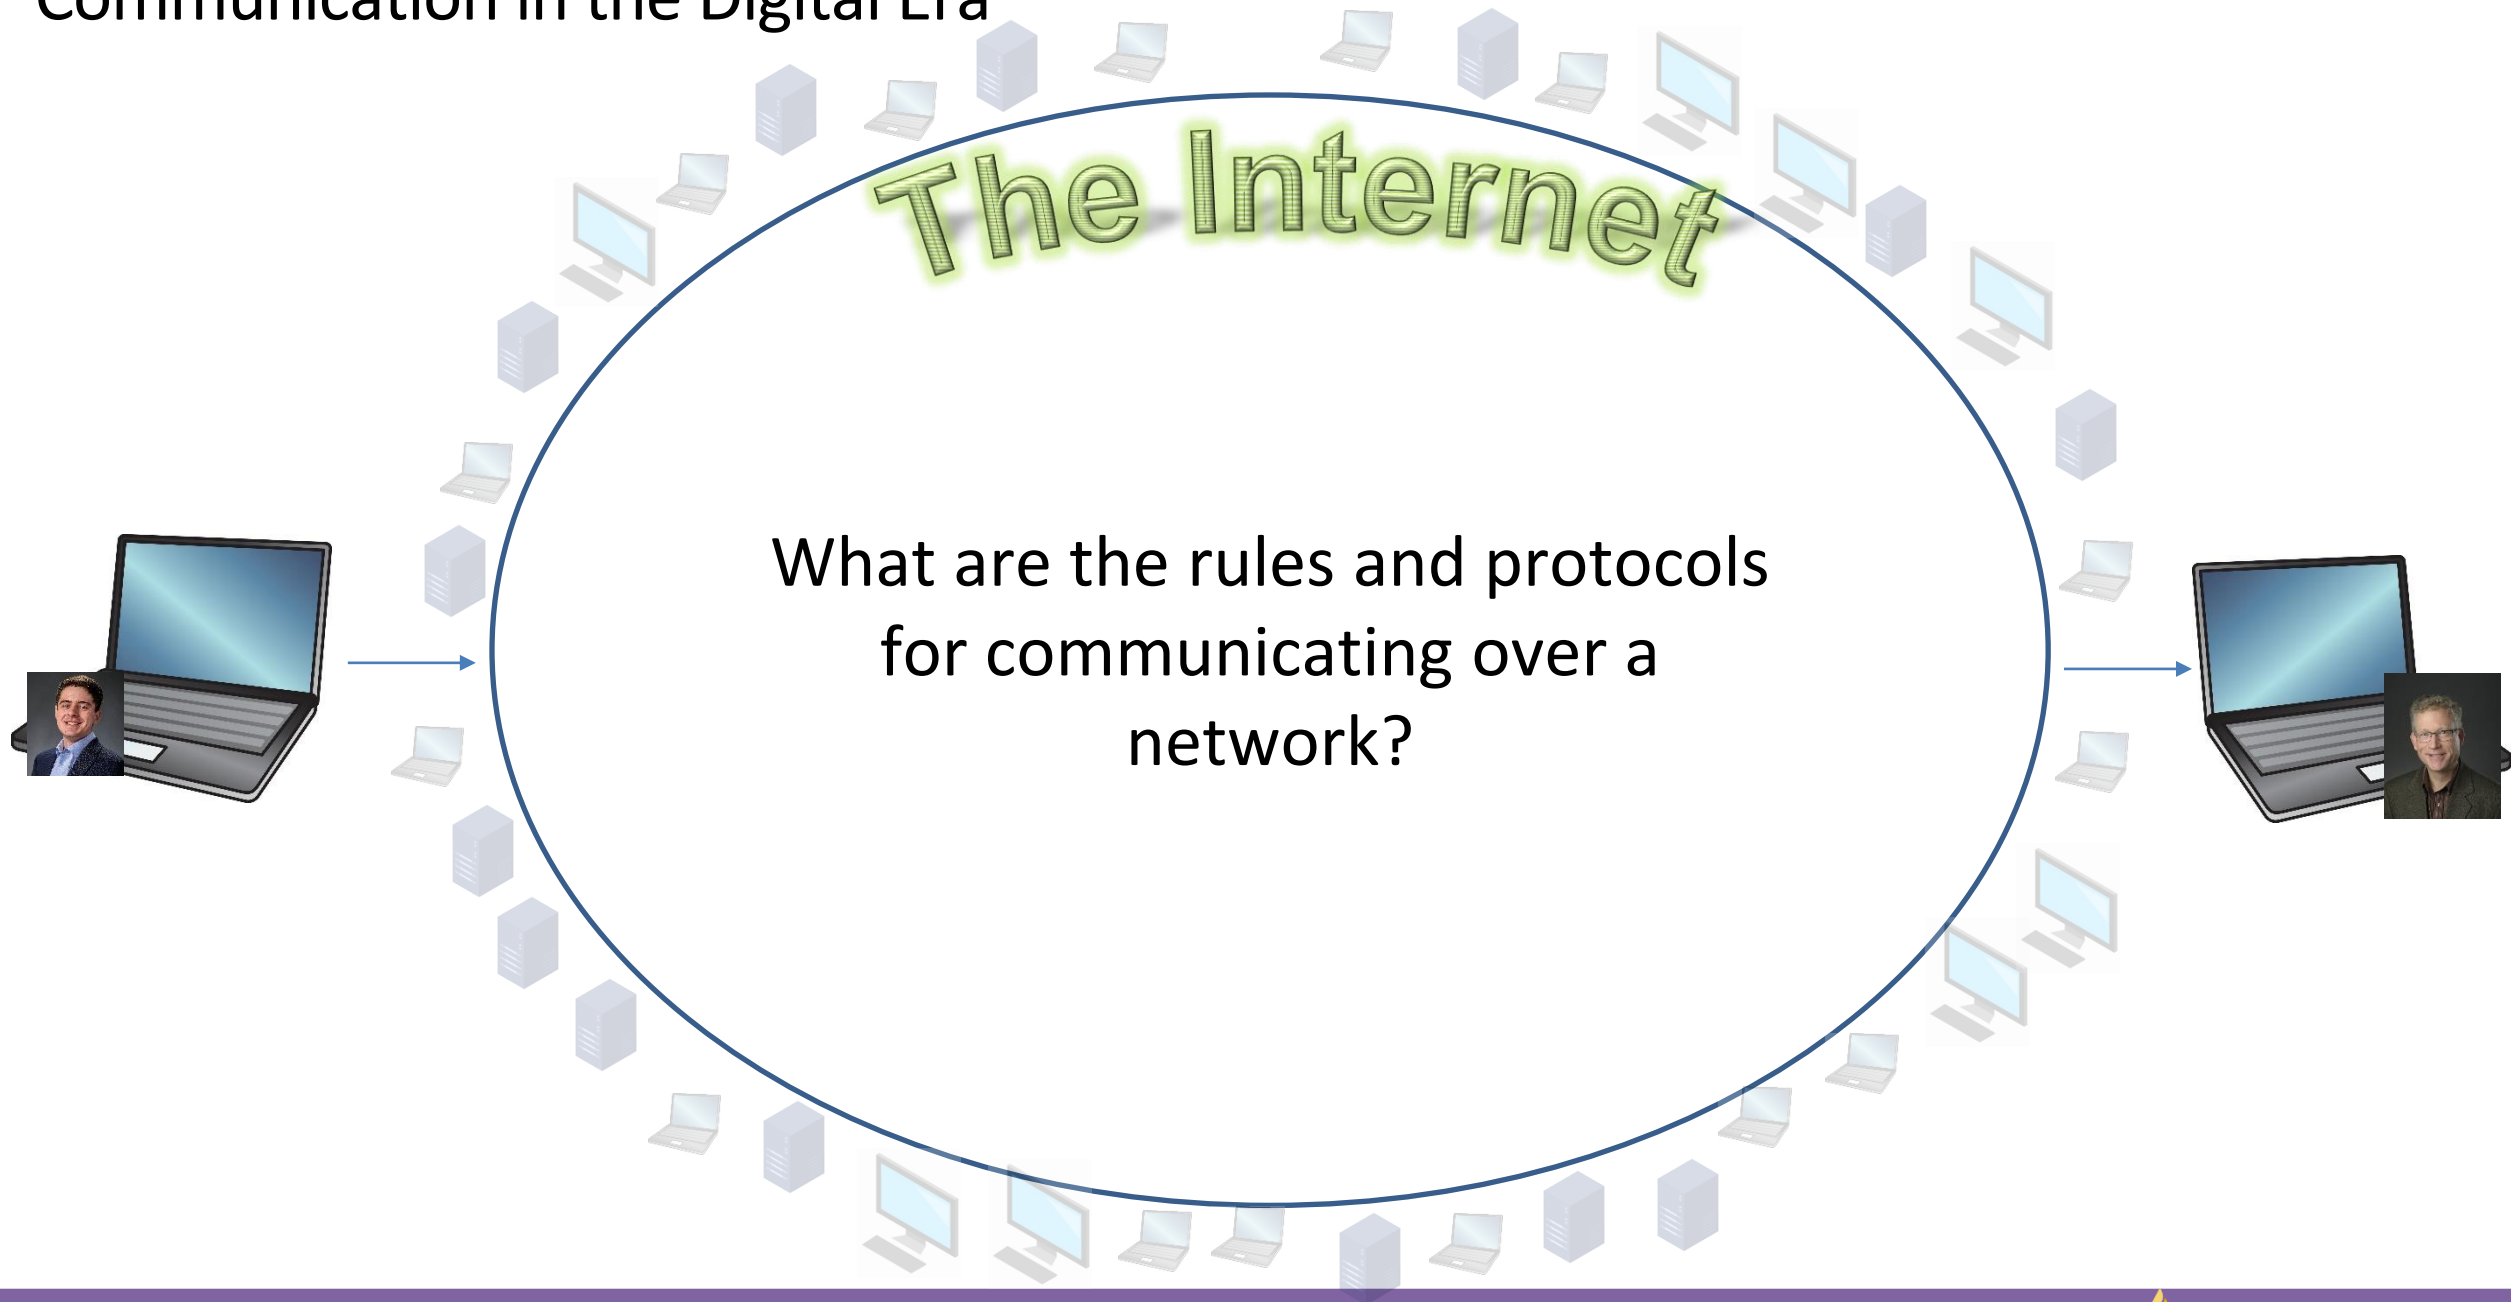 Communication in the Digital Era
The Internet
What are the rules and protocols
for communicating over a
network?